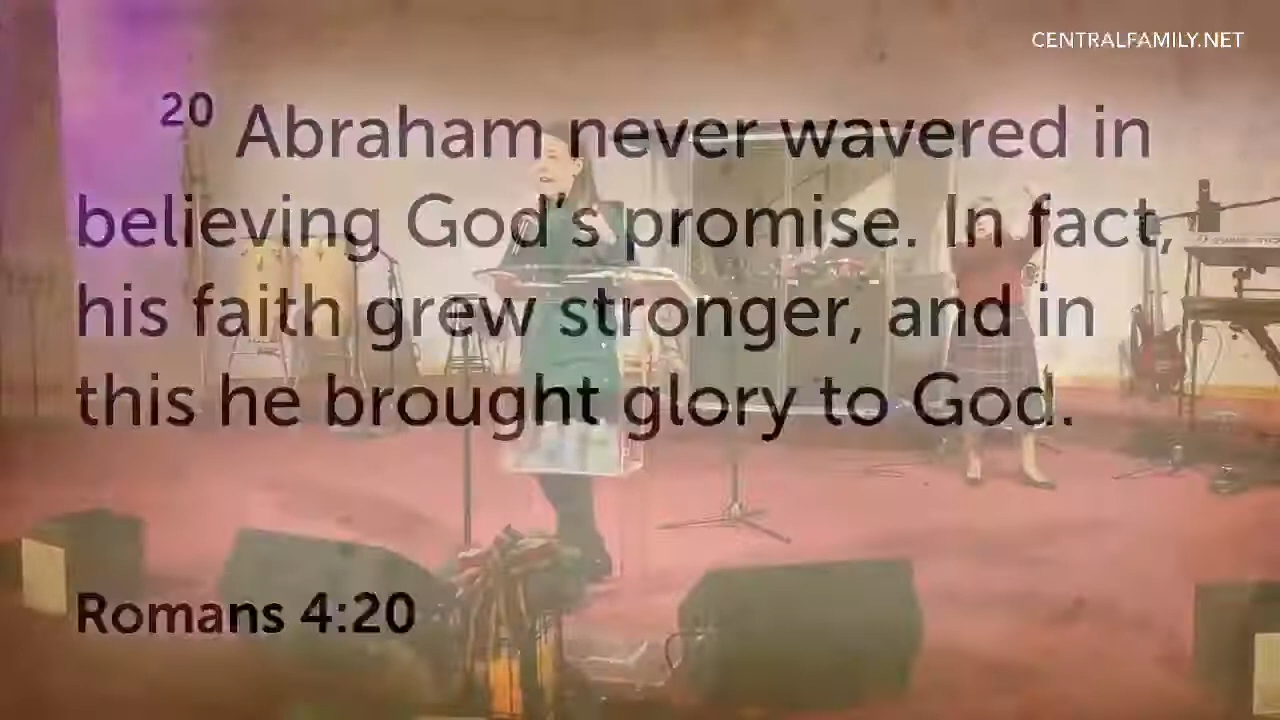 CENTRALFAMILY.NET
20 Abraham never wavered in
believing God's promise. In fact,
his faith grew stronger, and in
this he brought glory to God.
Romans 4:20